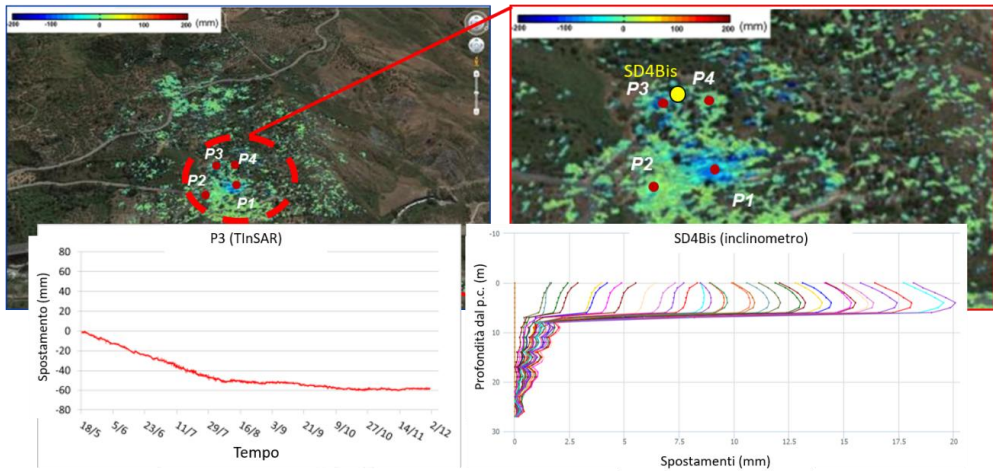 -200 -100 0 100 200 (mm)
P3 P4
P2
P1
-200 -100 0 100 200 (mm)
SD4Bis
P3 P4
P2
P1
P3 (TInSAR)
Spostamento (mm)
80
60
40
20
0
-20
-40
-60
-80
18/5 5/6 23/6 11/7 29/7 16/8 3/9 21/9 9/10 27/10 14/11 2/12
Tempo
SD4Bis (inclinometro)
Profondità dal p.c. (m)
-10
0
10
20
30
0 2.5 5 7.5 10 12.5 15 17.5 20
Spostamenti (mm)